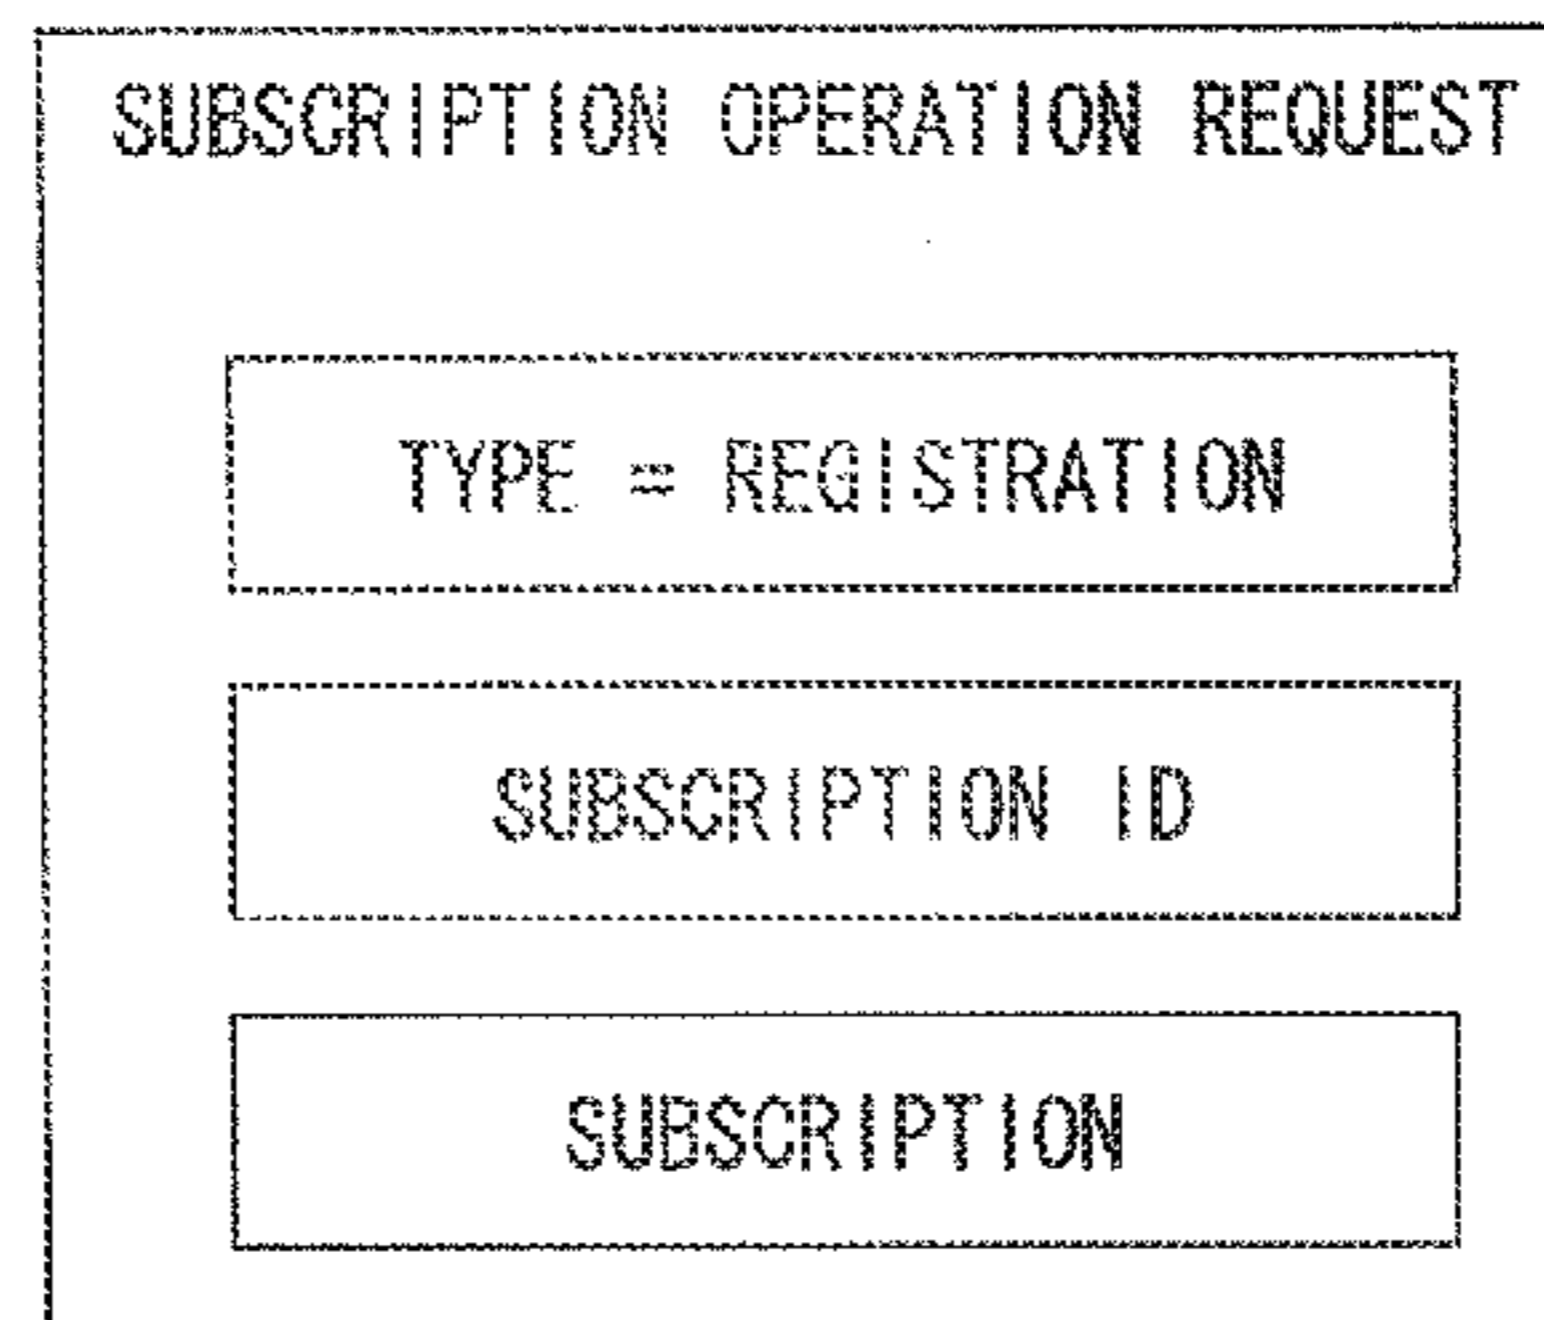 SUBSCRIPTION OPERATION REQUEST
TYPE = REGISTRATION
SUBSCRIPTION ID
SUBSCRIPTION